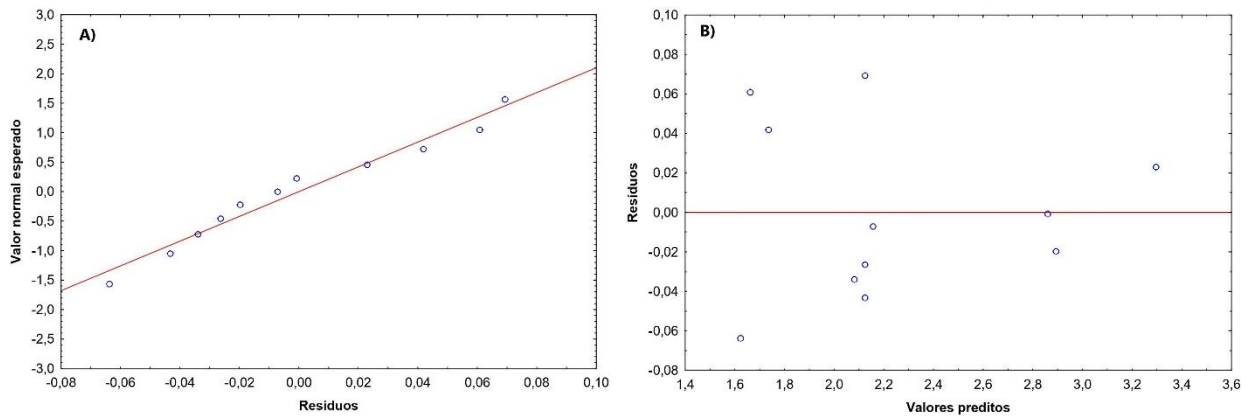 A)
3,0
2,5
2,0
1,5
1,0
0,5
0,0
-0,5
-1,0
-1,5
-2,0
-2,5
-3,0
Valor normal esperado
-0,08 -0,06 -0,04 -0,02 0,00 0,02 0,04 0,06 0,08 0,10
Resíduos
B)
0,10
0,08
0,06
0,04
0,02
0,00
-0,02
-0,04
-0,06
-0,08
Resíduos
1,4 1,6 1,8 2,0 2,2 2,4 2,6 2,8 3,0 3,2 3,4 3,6
Valores preditos